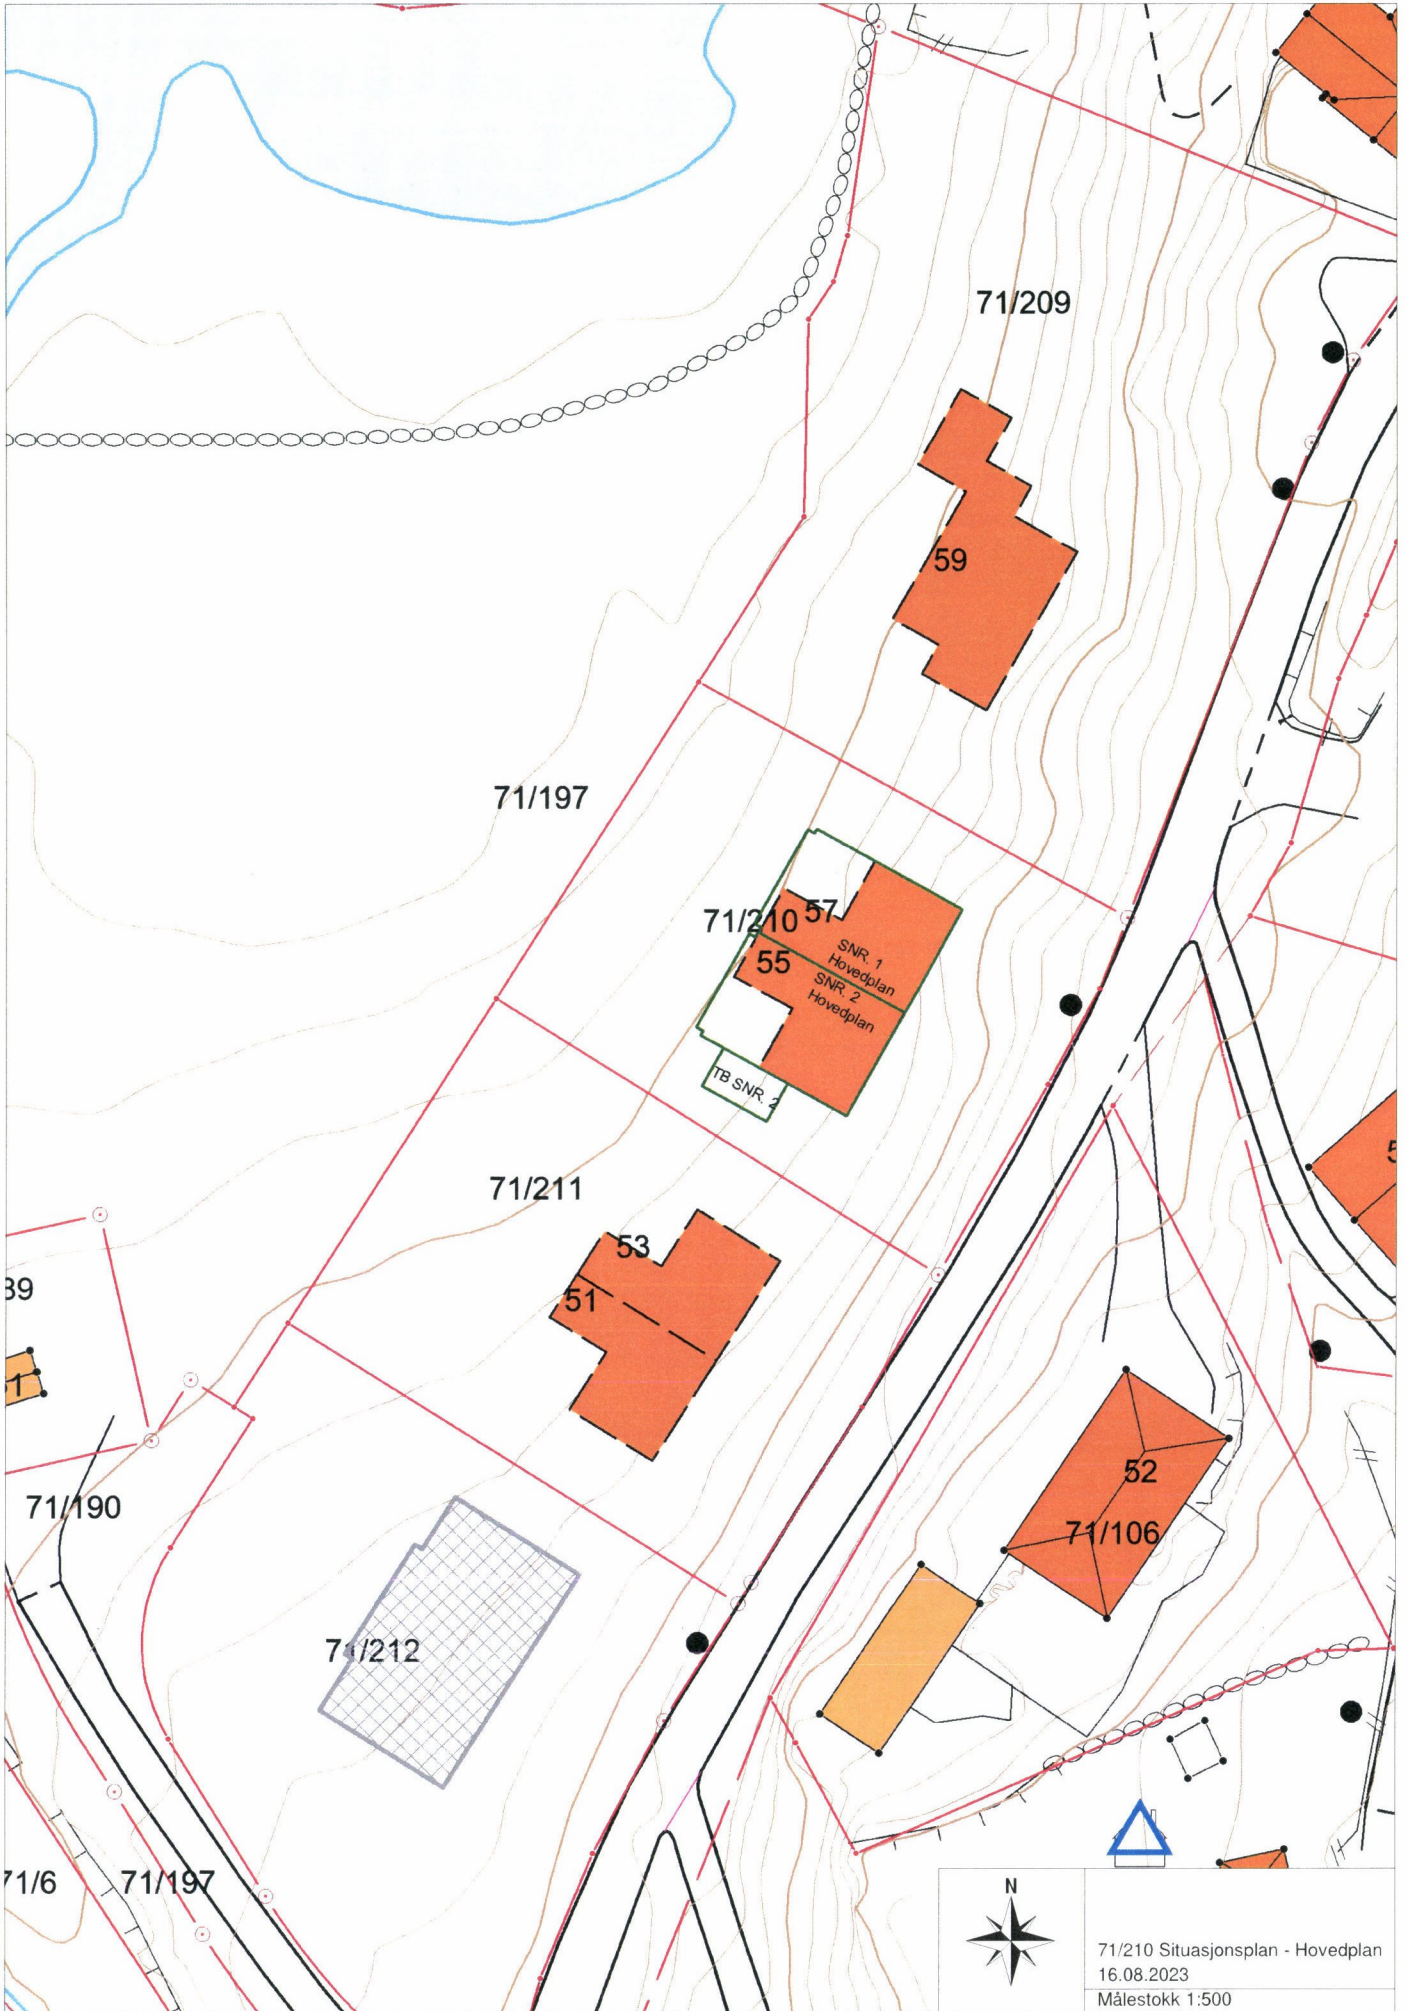 71/209
59
71/197
57
71/210
SNR. 1
Hovedplan
55
SNR. 2
Hovedplan
TB SNR. 2
71/211
53
51
39
52
71/190
71/106
71/212
71/6
71/197
N
71/210 Situasjonsplan - Hovedplan
16.08.2023
Målestokk 1:500